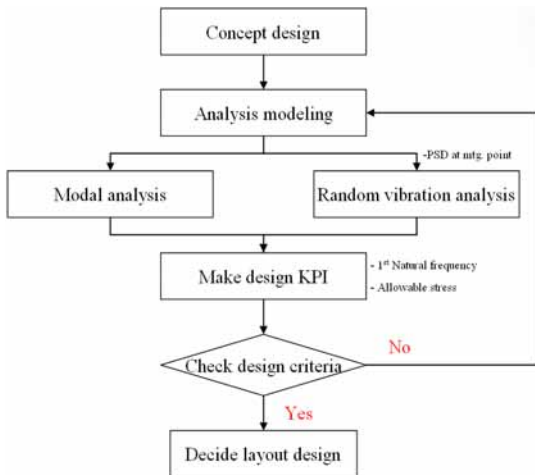 Concept design
Analysis modeling
-PSD at mtg. point
Modal analysis
Random vibration analysis
Make design KPI
- 1st Natural frequency
- Allowable stress
Check design criteria
No
Yes
Decide layout design